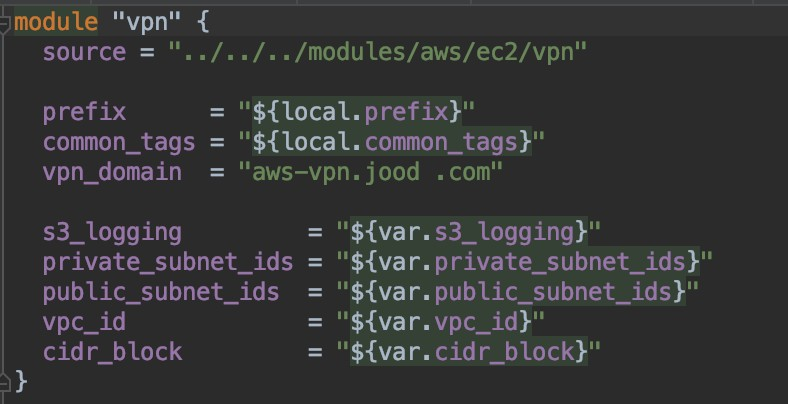 module "vpn" {
source = "../../../modules/aws/ec2/vpn"
prefix = "${local.prefix}"
common_tags = "${local.common_tags}"
vpn_domain = "aws-vpn.jood .com"
s3_logging = "${var.s3_logging}"
private_subnet_ids = "${var.private_subnet_ids}"
public_subnet_ids = "${var.public_subnet_ids}"
vpc_id = "${var.vpc_id}"
cidr_block = "${var.cidr_block}"
}